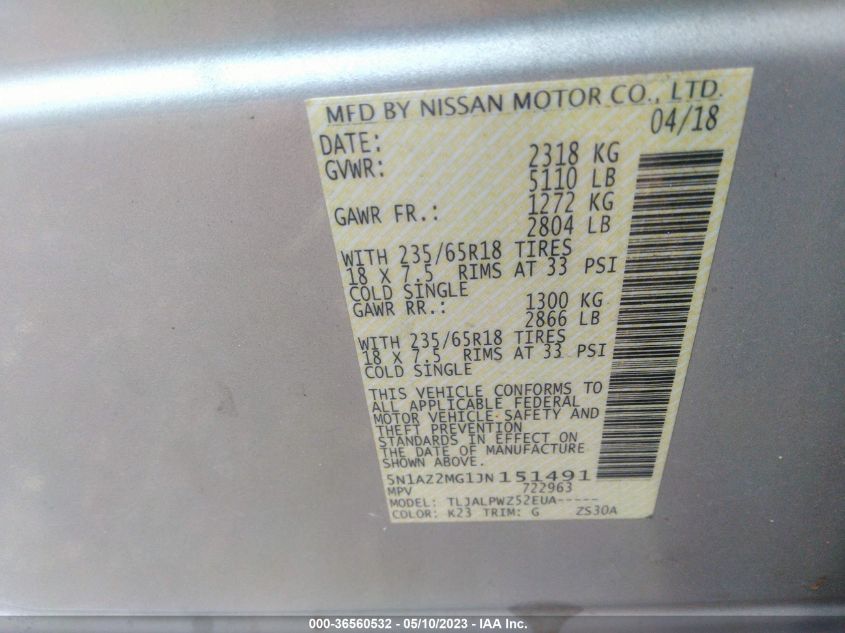 MFD BY NISSAN MOTOR CO., LTD.
DATE: 04/18
GVWR: 2318 KG
5110 LB
GAWR FR.: 1272 KG
2804 LB
WITH 235/65R18 TIRES
18 X 7.5 RIMS AT 33 PSI
COLD SINGLE
GAWR RR.: 1300 KG
2866 LB
WITH 235/65R18 TIRES
18 X 7.5 RIMS AT 33 PSI
COLD SINGLE
THIS VEHICLE CONFORMS TO
ALL APPLICABLE FEDERAL
MOTOR VEHICLE SAFETY AND
THEFT PREVENTION
STANDARDS IN EFFECT ON
THE DATE OF MANUFACTURE
SHOWN ABOVE.
5N1AZ2MG1JN151491
MPV 722963
MODEL: TLJALPWZ52EUA-----
COLOR: K23 TRIM: G ZS30A
000-36560532 - 05/10/2023 - IAA Inc.